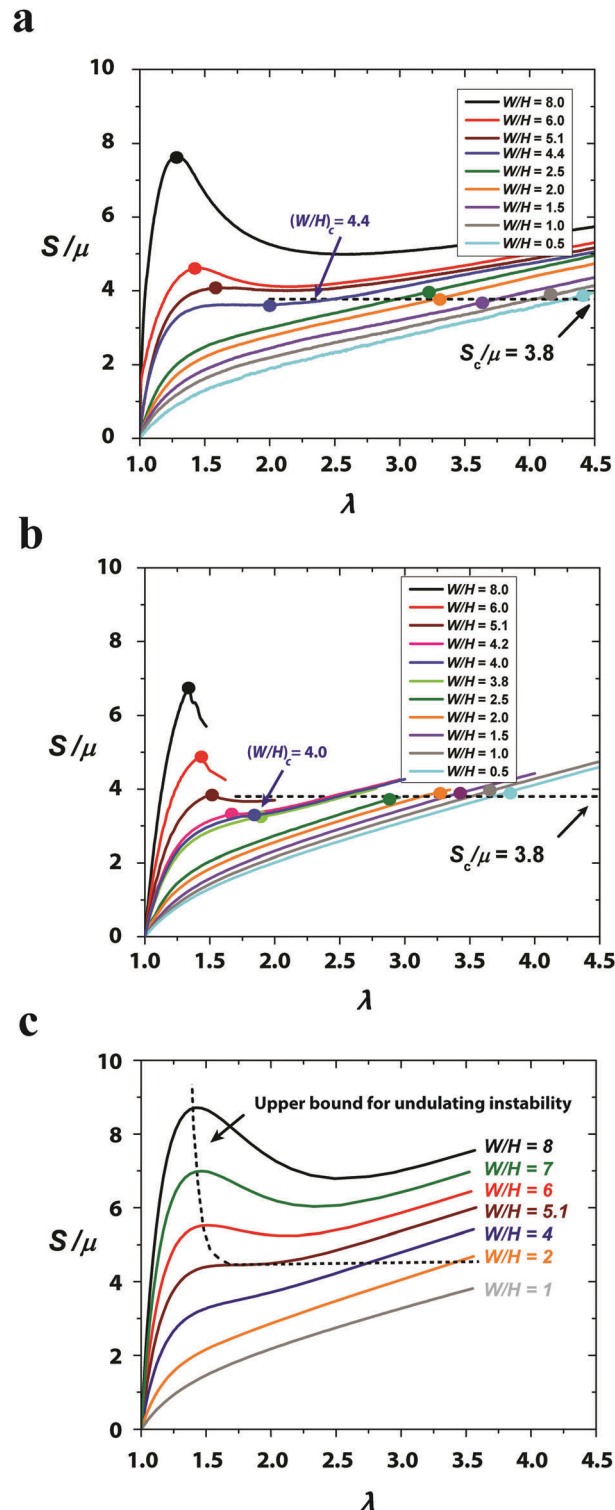 a
10
8
6
4
2
0
S/μ
W/H = 8.0
W/H = 6.0
W/H = 5.1
W/H = 4.4
W/H = 2.5
W/H = 2.0
W/H = 1.5
W/H = 1.0
W/H = 0.5
(W/H)c = 4.4
Sc/μ = 3.8
1.0 1.5 2.0 2.5 3.0 3.5 4.0 4.5
λ
b
10
8
6
4
2
0
S/μ
W/H = 8.0
W/H = 6.0
W/H = 5.1
W/H = 4.2
W/H = 4.0
W/H = 3.8
W/H = 2.5
W/H = 2.0
W/H = 1.5
W/H = 1.0
W/H = 0.5
(W/H)c = 4.0
Sc/μ = 3.8
1.0 1.5 2.0 2.5 3.0 3.5 4.0 4.5
λ
c
10
8
6
4
2
0
S/μ
Upper bound for undulating instability
W/H = 8
W/H = 7
W/H = 6
W/H = 5.1
W/H = 4
W/H = 2
W/H = 1
1.0 1.5 2.0 2.5 3.0 3.5 4.0 4.5
λ